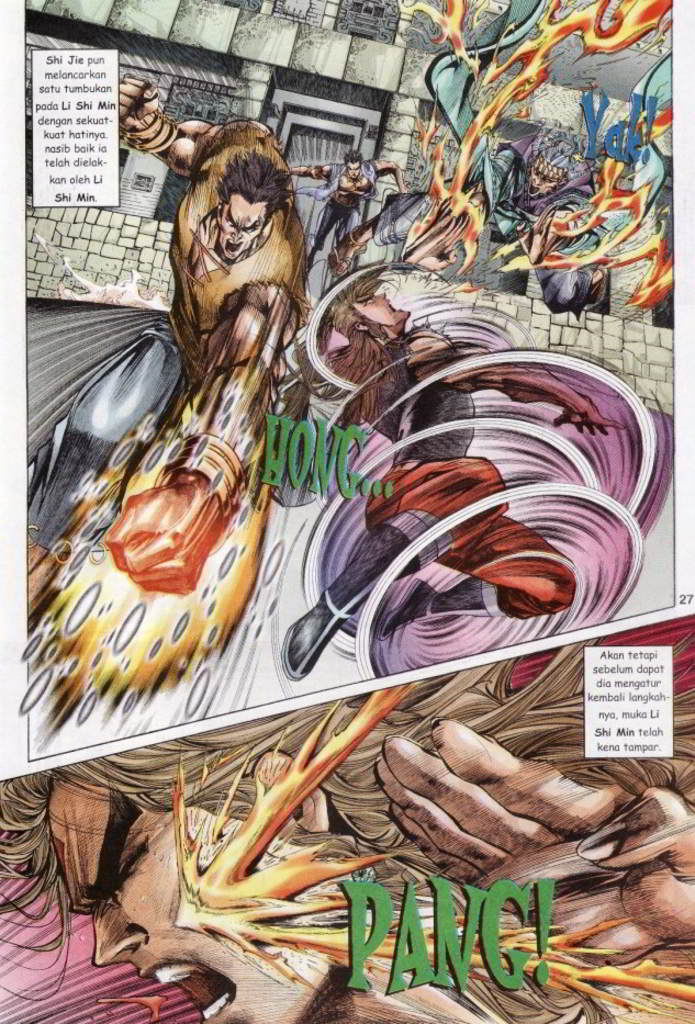 Shi Jie pun
melancarkan
satu tumbukan
pada Li Shi Min
dengan sekuat-
kuat hatinya.
nasib baik ia
telah dielak-
kan oleh Li
Shi Min.
Yah!
HONG...
27
Akan tetapi
sebelum dapat
dia mengatur
kembali langkah-
nya, muka Li
Shi Min telah
kena tampar.
PANG!